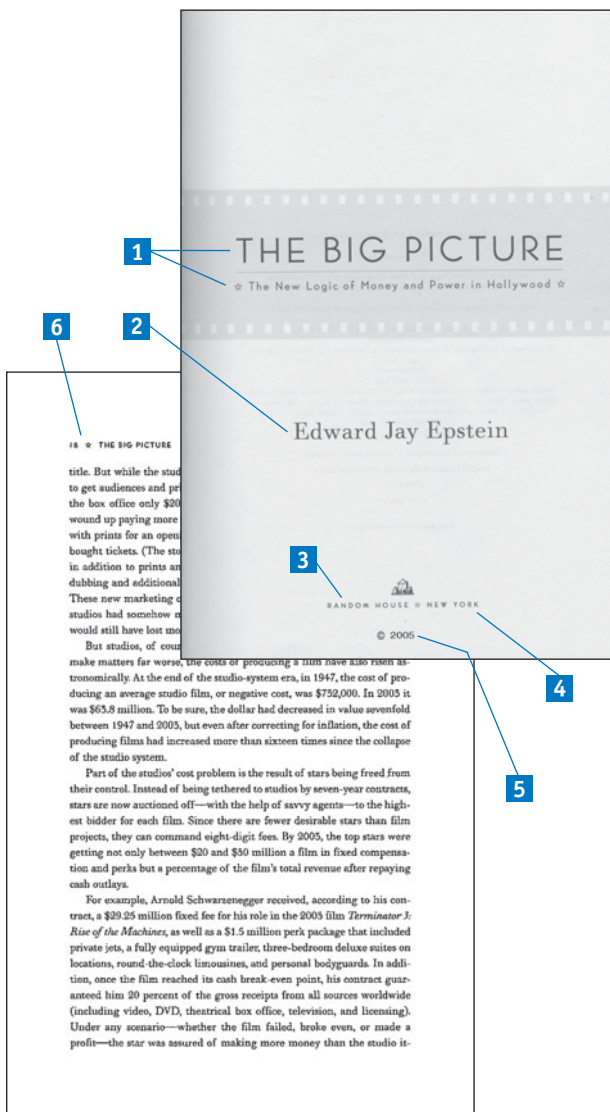 1 THE BIG PICTURE
☆ The New Logic of Money and Power in Hollywood ☆
2 Edward Jay Epstein
3 RANDOM HOUSE ☆ NEW YORK 4
© 2005
5
6
18 ☆ THE BIG PICTURE
title. But while the stud
to get audiences and pri
the box office only $20
wound up paying more
with prints for an open
bought tickets. (The sto
in addition to prints an
dubbing and additional
These new marketing c
studios had somehow m
would still have lost mo
But studios, of cour
make matters far worse, the costs of producing a film have also risen as-
tronomically. At the end of the studio-system era, in 1947, the cost of pro-
ducing an average studio film, or negative cost, was $732,000. In 2003 it
was $63.8 million. To be sure, the dollar had decreased in value sevenfold
between 1947 and 2003, but even after correcting for inflation, the cost of
producing films had increased more than sixteen times since the collapse
of the studio system.
Part of the studios' cost problem is the result of stars being freed from
their control. Instead of being tethered to studios by seven-year contracts,
stars are now auctioned off—with the help of savvy agents—to the high-
est bidder for each film. Since there are fewer desirable stars than film
projects, they can command eight-digit fees. By 2003, the top stars were
getting not only between $20 and $30 million a film in fixed compensa-
tion and perks but a percentage of the film's total revenue after repaying
cash outlays.
For example, Arnold Schwarzenegger received, according to his con-
tract, a $29.25 million fixed fee for his role in the 2003 film Terminator 3:
Rise of the Machines, as well as a $1.5 million perk package that included
private jets, a fully equipped gym trailer, three-bedroom deluxe suites on
locations, round-the-clock limousines, and personal bodyguards. In addi-
tion, once the film reached its cash break-even point, his contract guar-
anteed him 20 percent of the gross receipts from all sources worldwide
(including video, DVD, theatrical box office, television, and licensing).
Under any scenario—whether the film failed, broke even, or made a
profit—the star was assured of making more money than the studio it-